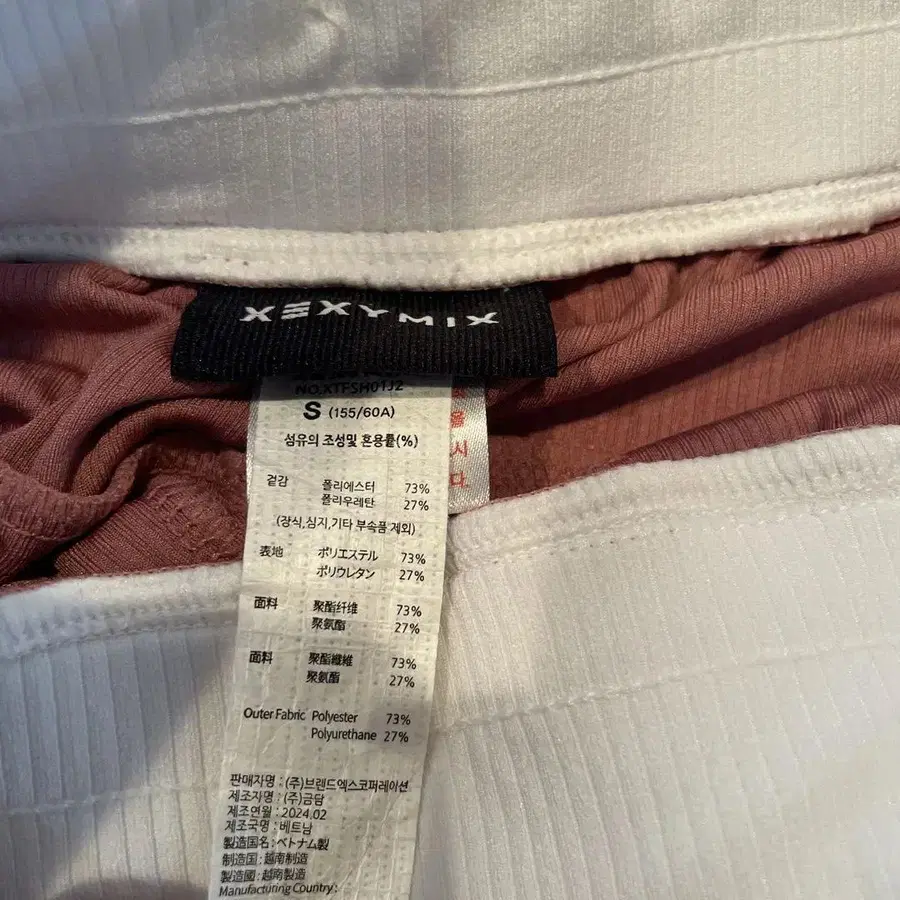 XEXYMIX
NO.XTFSH01J2
S (155/60A)
섬유의 조성및 혼용률(%)
겉감 폴리에스터 73%
폴리우레탄 27%
(장식,심지,기타 부속품 제외)
表地 ポリエステル 73%
ポリウレタン 27%
面料 聚酯纤维 73%
聚氨酯 27%
面料 聚酯纖維 73%
聚氨酯 27%
Outer Fabric Polyester 73%
Polyurethane 27%
판매자명 : (주)브랜드엑스코퍼레이션
제조자명 : (주)금담
제조연월 : 2024.02
제조국명 : 베트남
製造国名 : ベトナム製
制造国 : 越南制造
製造國 : 越南製造
Manufacturing Country :
을
시
다.